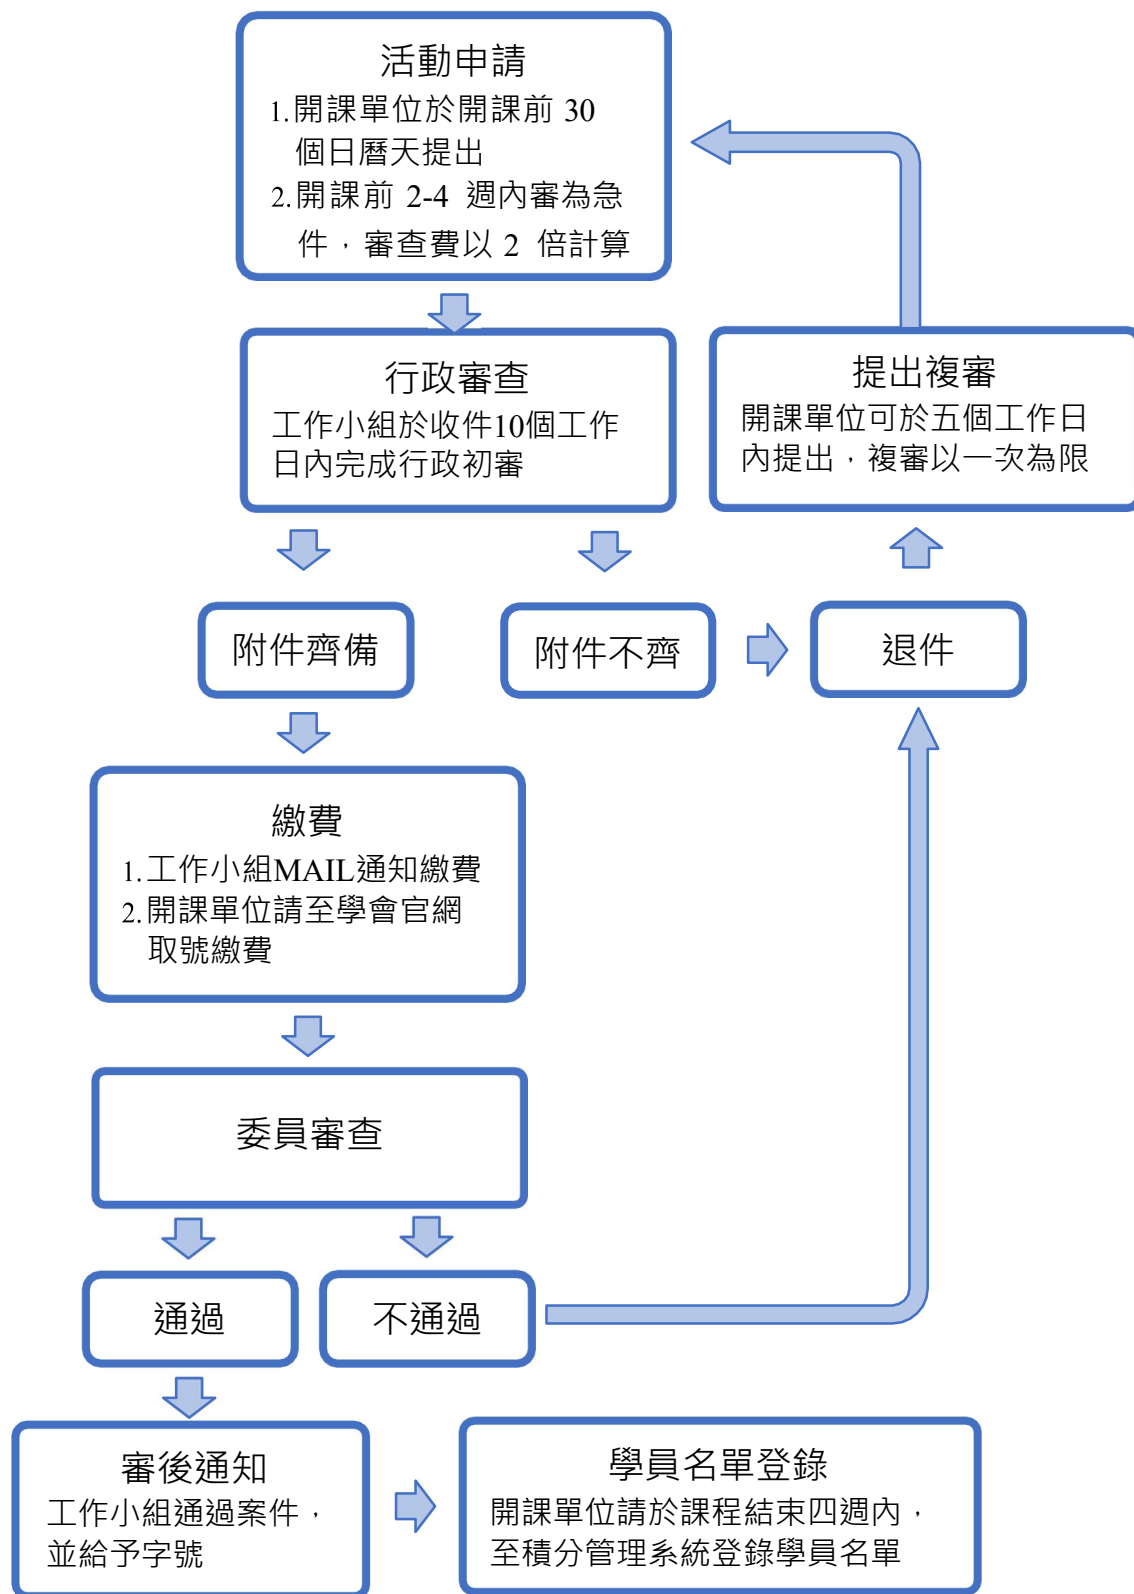 活動申請
1.開課單位於開課前 30
個日曆天提出
2.開課前 2-4 週內審為急
件，審查費以 2 倍計算
行政審查
工作小組於收件10個工作
日內完成行政初審
提出複審
開課單位可於五個工作日
內提出，複審以一次為限
附件齊備
附件不齊
退件
繳費
1.工作小組MAIL通知繳費
2.開課單位請至學會官網
取號繳費
委員審查
通過
不通過
審後通知
工作小組通過案件，
並給予字號
學員名單登錄
開課單位請於課程結束四週內，
至積分管理系統登錄學員名單